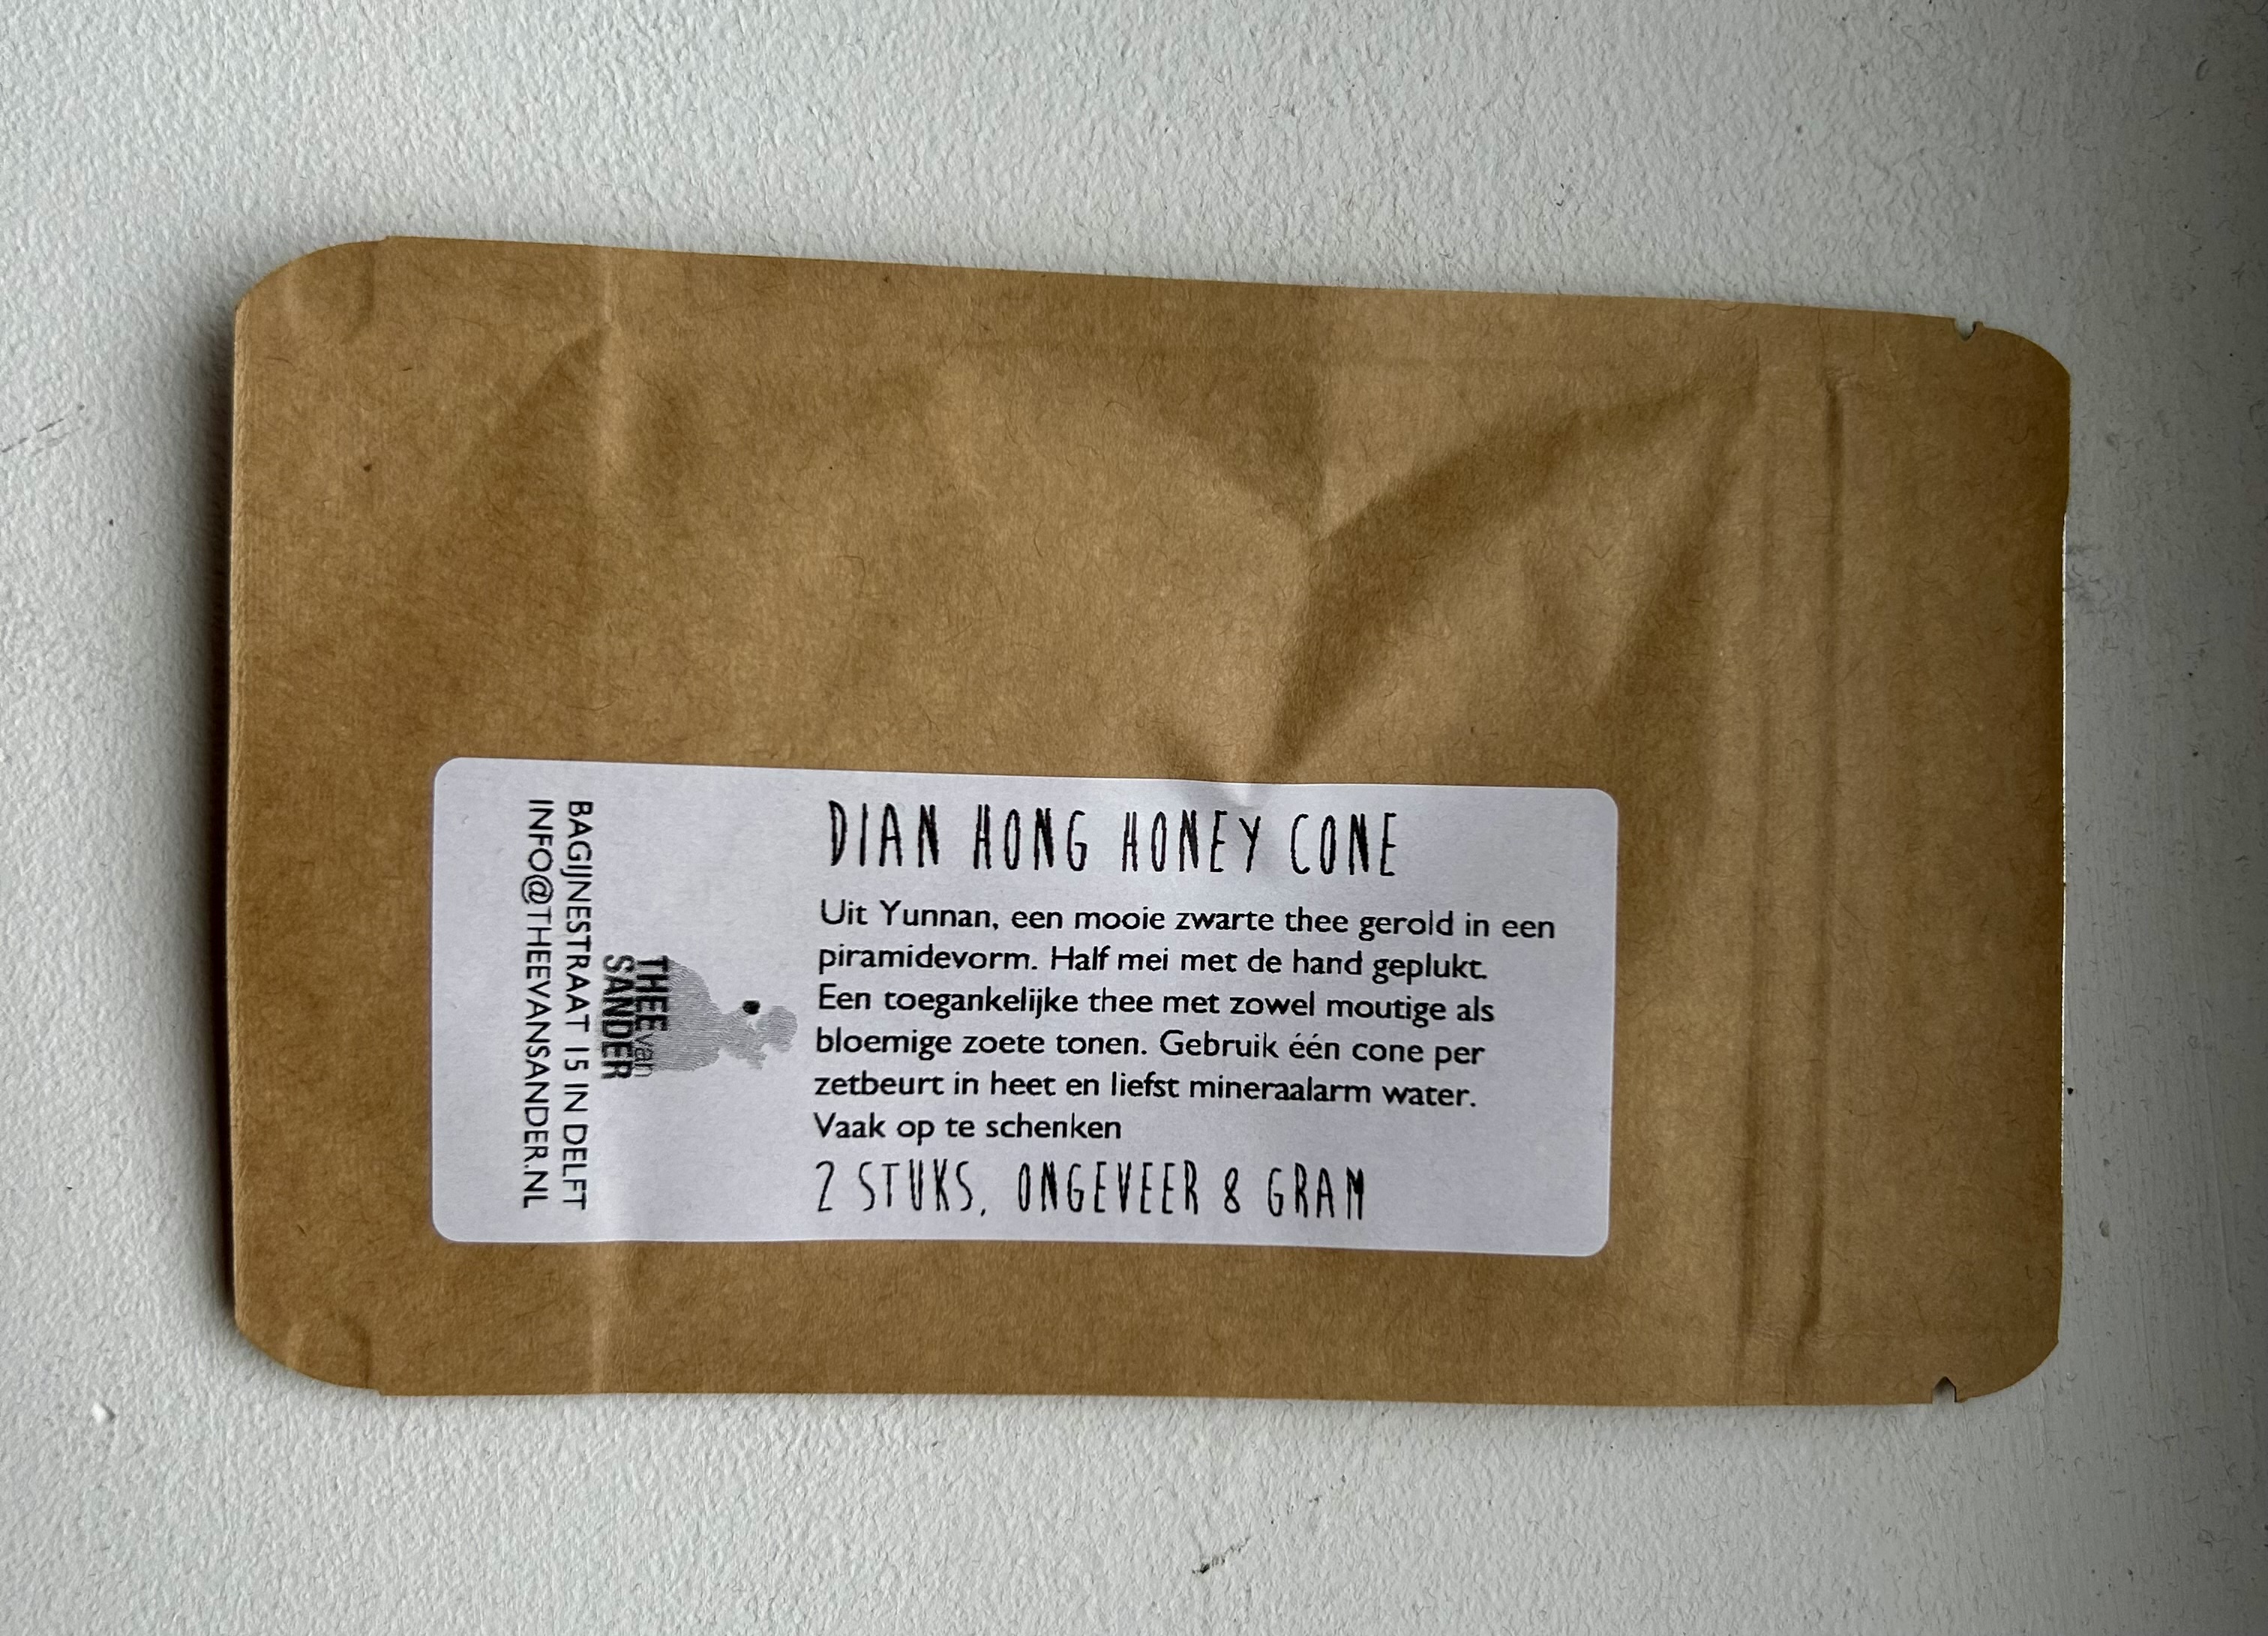 DIAN HONG HONEY CONE
Uit Yunnan, een mooie zwarte thee gerold in een
piramidevorm. Half mei met de hand geplukt.
Een toegankelijke thee met zowel moutige als
bloemige zoete tonen. Gebruik één cone per
zetbeurt in heet en liefst mineraalarm water.
Vaak op te schenken
2 STUKS, ONGEVEER 8 GRAM
THEE van
SANDER
BAGIJNESTRAAT 15 IN DELFT
INFO@THEEVANSANDER.NL